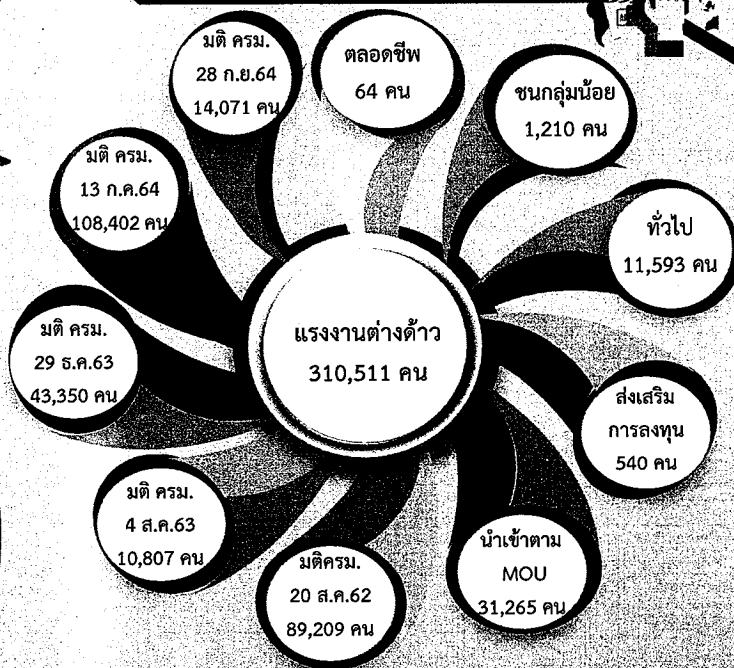 มติ ครม.
28 ก.ย.64
14,071 คน
ตลอดชีพ
64 คน
ชนกลุ่มน้อย
1,210 คน
มติ ครม.
13 ก.ค.64
108,402 คน
ทั่วไป
11,593 คน
แรงงานต่างด้าว
310,511 คน
มติ ครม.
29 ธ.ค.63
43,350 คน
ส่งเสริม
การลงทุน
540 คน
มติ ครม.
4 ส.ค.63
10,807 คน
นำเข้าตาม
MOU
31,265 คน
มติครม.
20 ส.ค.62
89,209 คน